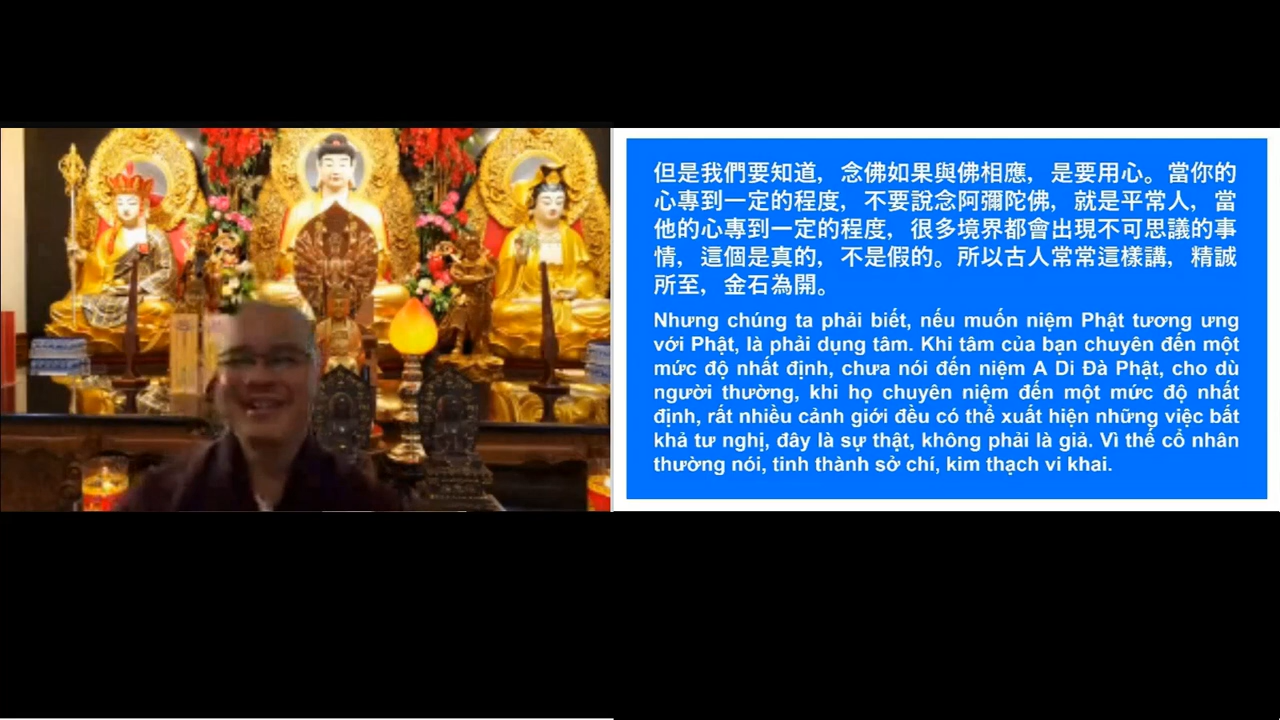 但是我們要知道，念佛如果與佛相應，是要用心。當你的
心專到一定的程度，不要說念阿彌陀佛，就是平常人，當
他的心專到一定的程度，很多境界都會出現不可思議的事
情，這個是真的，不是假的。所以古人常常這樣講，精誠
所至，金石為開。
Nhưng chúng ta phải biết, nếu muốn niệm Phật tương ưng
với Phật, là phải dụng tâm. Khi tâm của bạn chuyên đến một
mức độ nhất định, chưa nói đến niệm A Di Đà Phật, cho dù
người thường, khi họ chuyên niệm đến một mức độ nhất
định, rất nhiều cảnh giới đều có thể xuất hiện những việc bất
khả tư nghị, đây là sự thật, không phải là giả. Vì thế cổ nhân
thường nói, tinh thành sở chí, kim thạch vi khai.